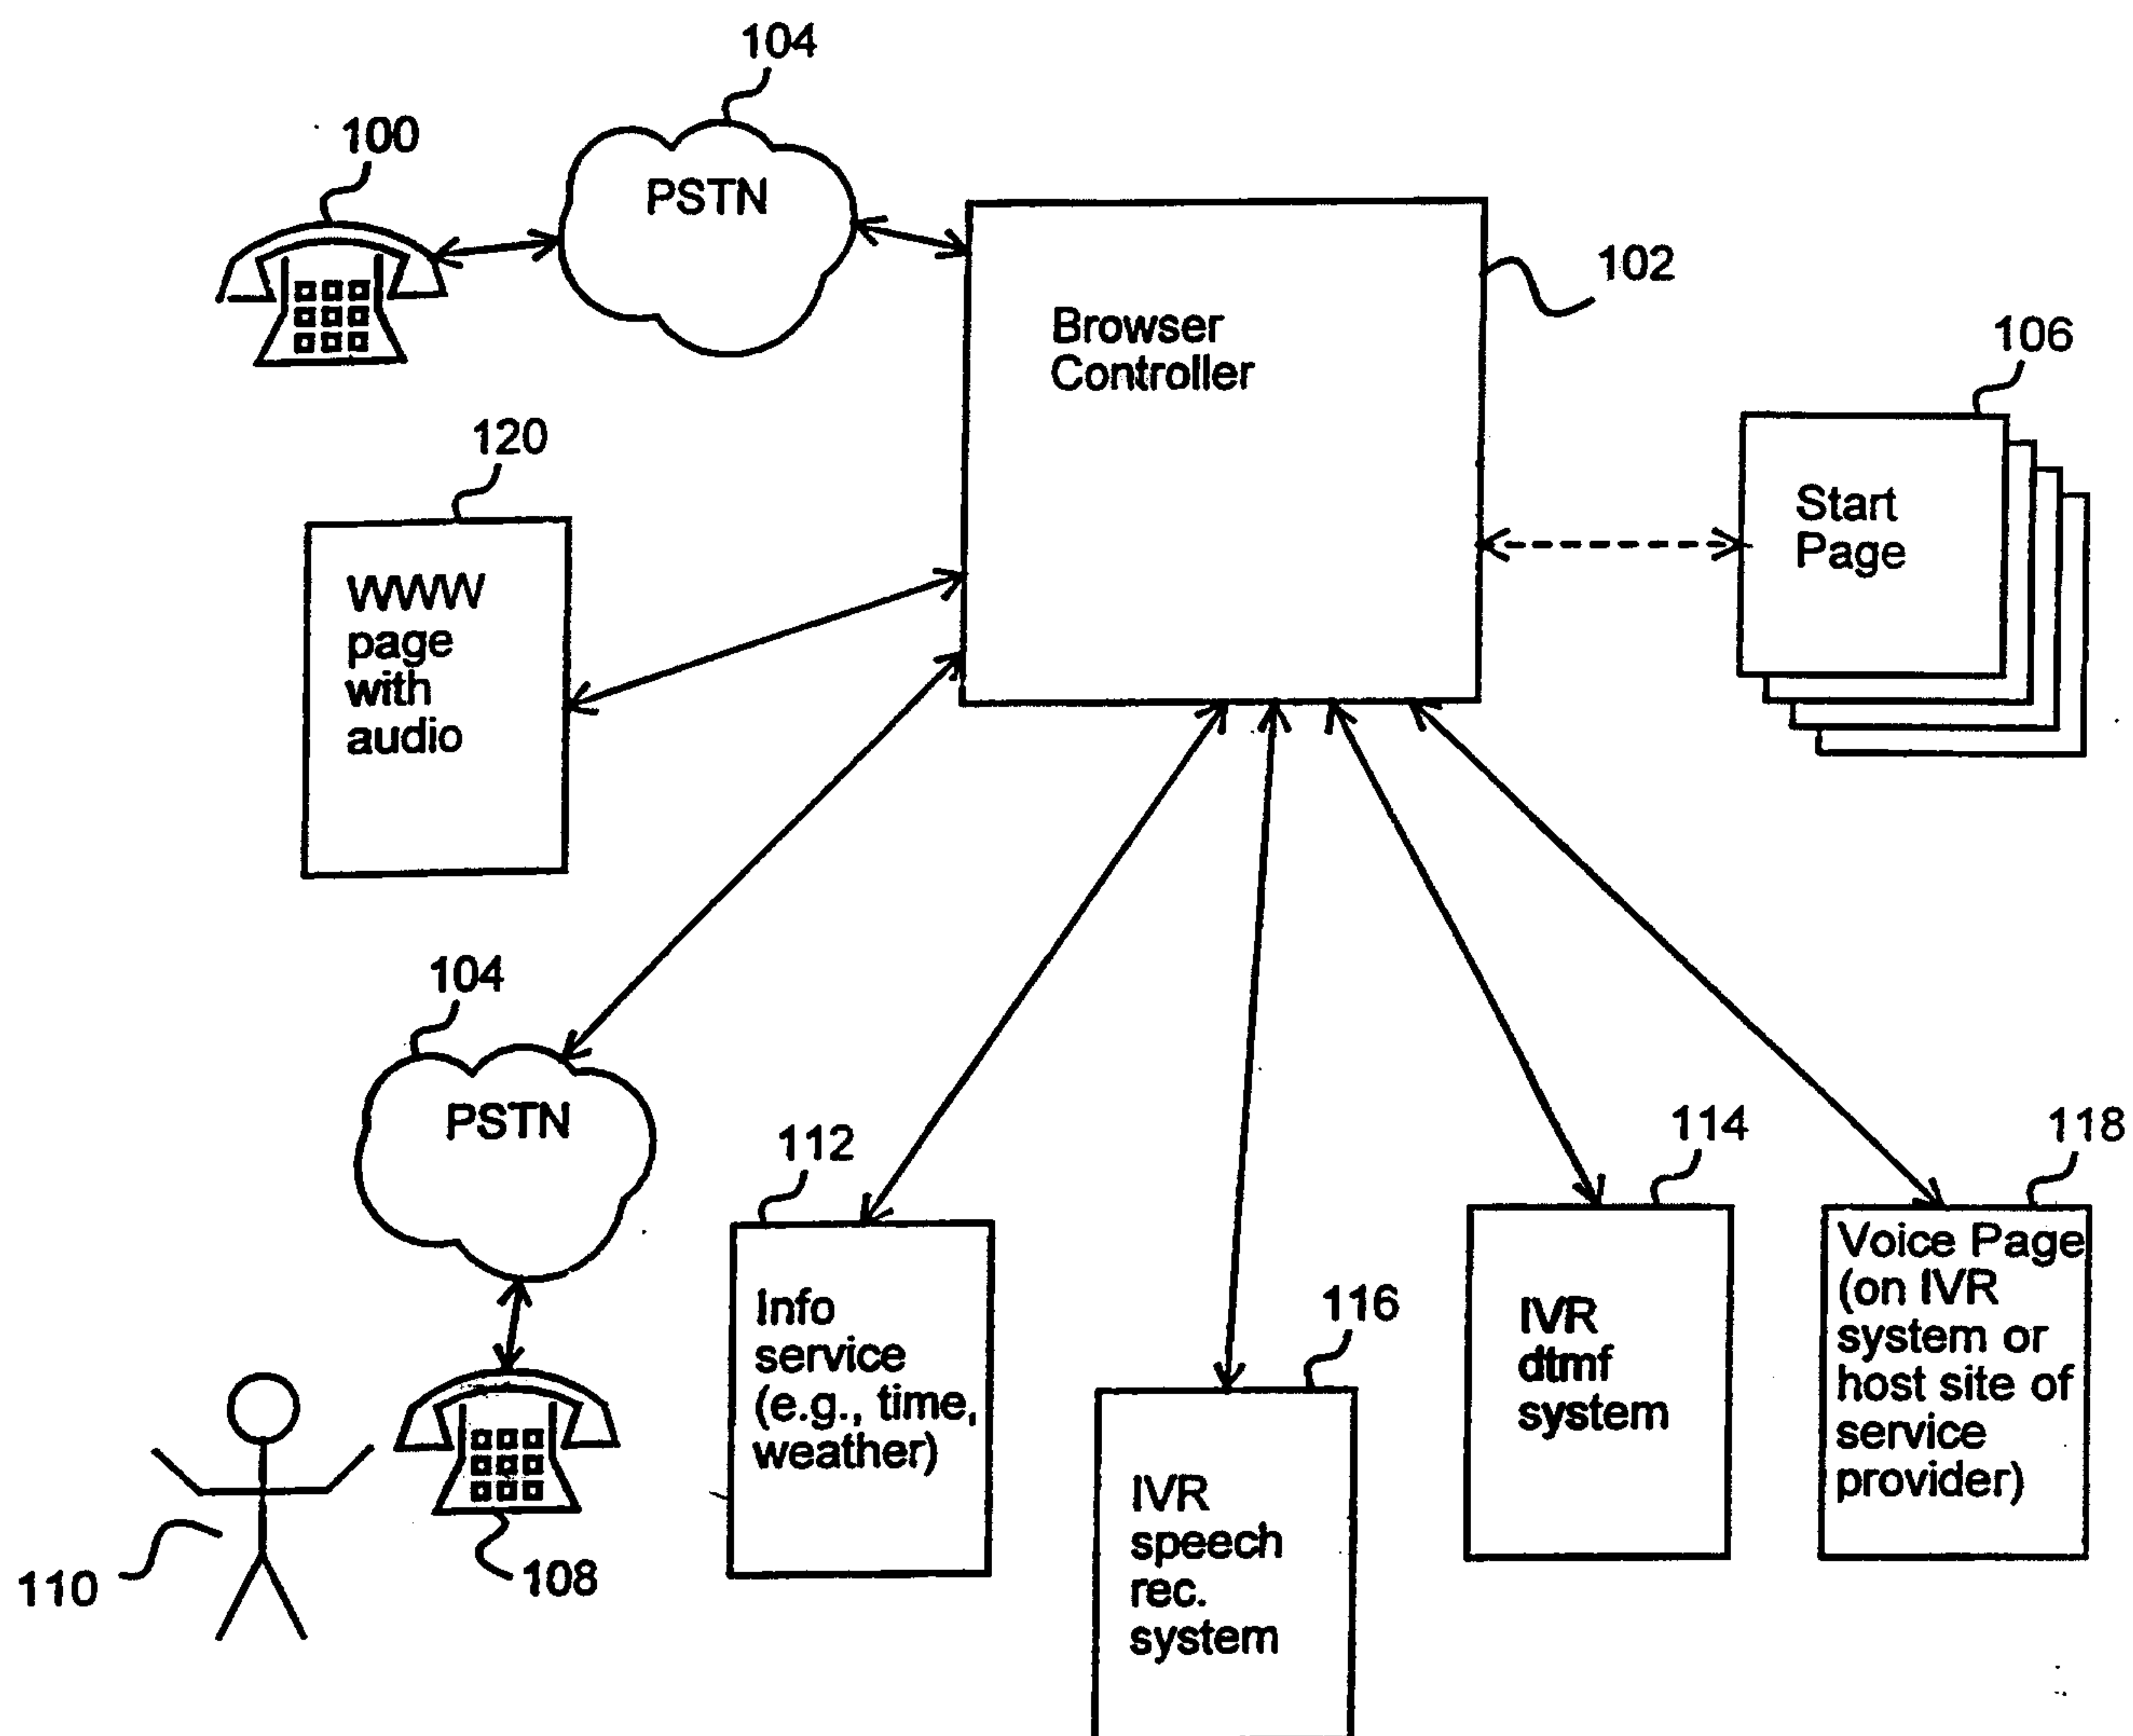 104
100
PSTN
102
Browser
Controller
106
120
Start
Page
WWW
page
with
audio
104
PSTN
112
114
118
Info
service
(e.g., time,
weather)
116
IVR
dtmf
system
Voice Page
(on IVR
system or
host site of
service
provider)
IVR
speech
rec.
system
108
110